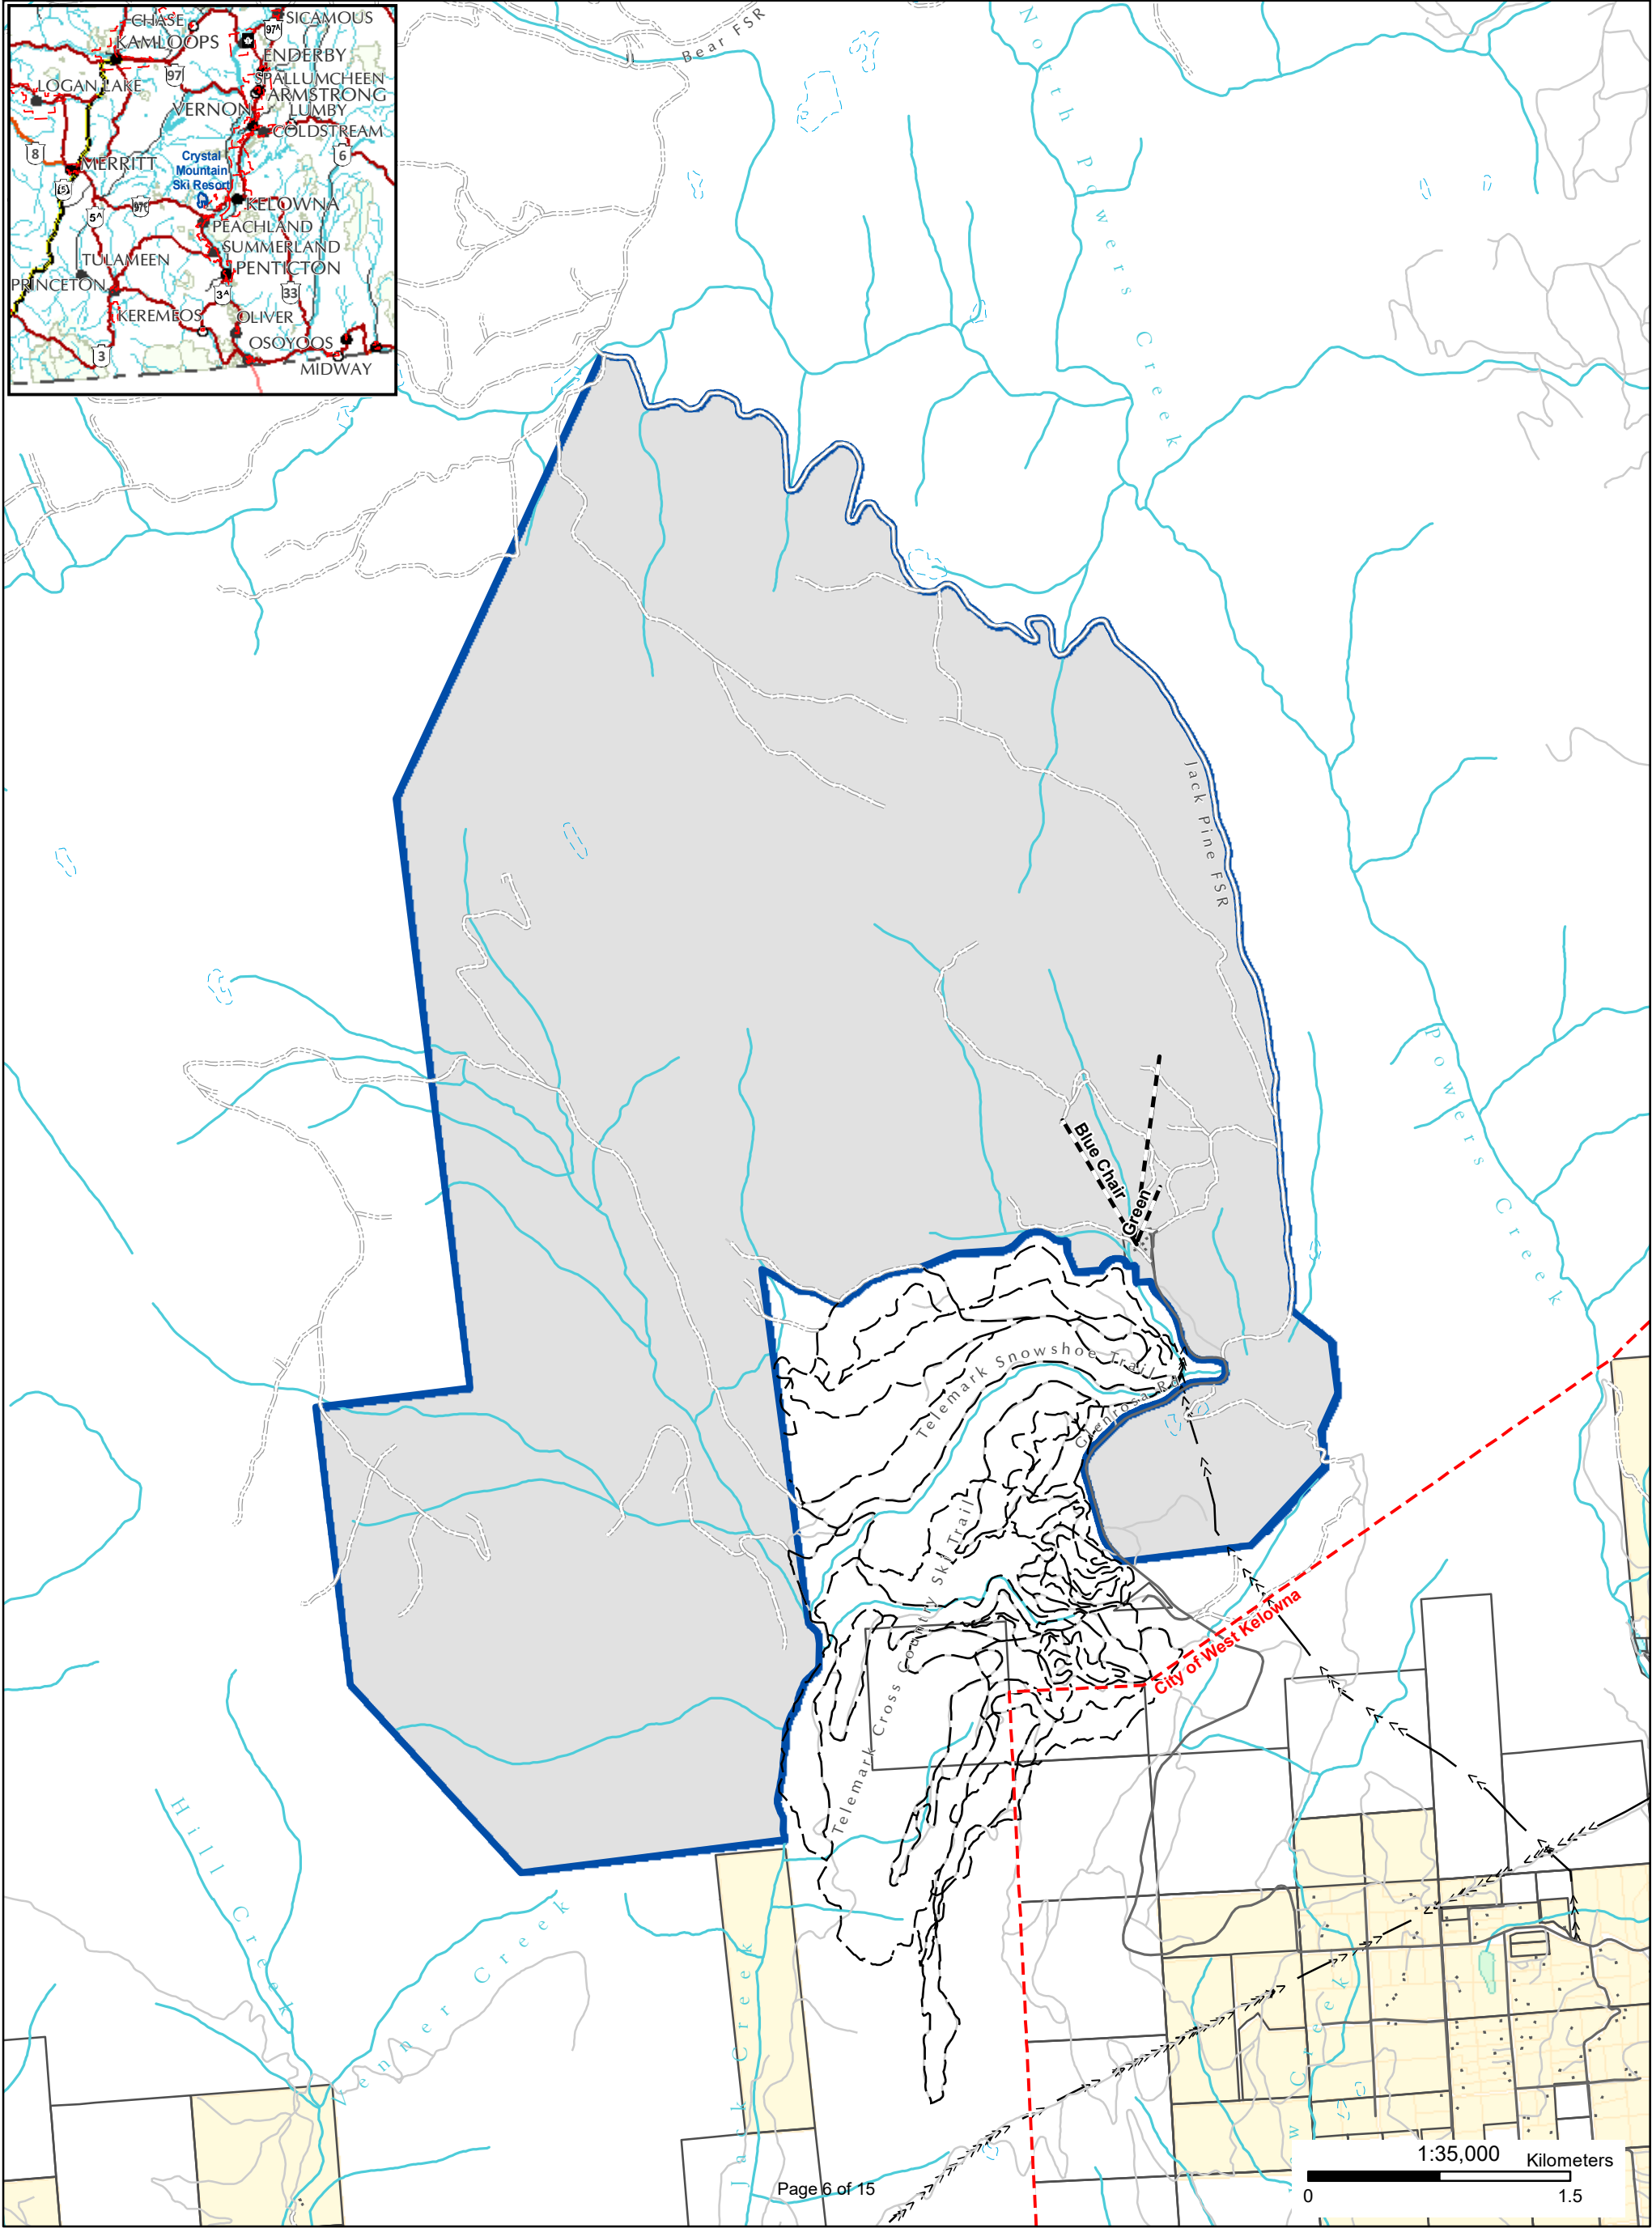 CHASE
SICAMOUS
97A
KAMLOOPS
ENDERBY
97
SPALLUMCHEEN
LOGAN LAKE
ARMSTRONG
VERNON
LUMBY
COLDSTREAM
8
6
MERRITT
Crystal
Mountain
Ski Resort
5
97C
KELOWNA
5A
PEACHLAND
SUMMERLAND
TULAMEEN
PENTICTON
PRINCETON
3A
33
KEREMEOS
OLIVER
OSOYOOS
3
MIDWAY
Bear FSR
North Powers Creek
Jack Pine FSR
Powers Creek
Blue Chair
Green
Telemark Snowshoe Trail
Glenrosa Rd
Telemark Cross Country Ski Trail
City of West Kelowna
Hill Creek
Jack Creek
1:35,000
Kilometers
0
1.5
Page 6 of 15